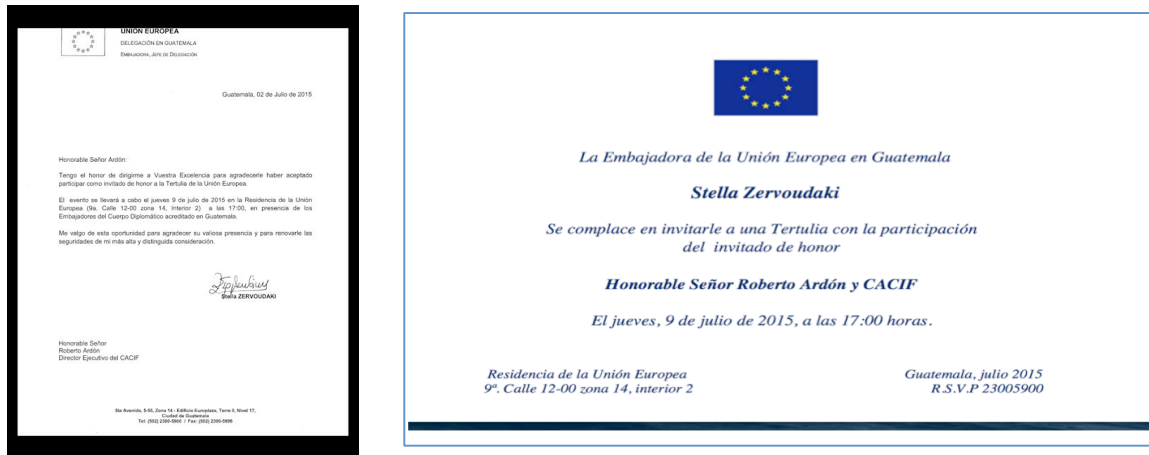 UNIÓN EUROPEA
DELEGACIÓN EN GUATEMALA
EMBAJADORA, JEFE DE DELEGACIÓN
Guatemala, 02 de Julio de 2015
Honorable Señor Ardón:
Tengo el honor de dirigirme a Vuestra Excelencia para agradecerle haber aceptado
participar como invitado de honor a la Tertulia de la Unión Europea.
El evento se llevará a cabo el jueves 9 de julio de 2015 en la Residencia de la Unión
Europea (9a. Calle 12-00 zona 14, Interior 2) a las 17:00, en presencia de los
Embajadores del Cuerpo Diplomático acreditado en Guatemala.
Me valgo de esta oportunidad para agradecer su valiosa presencia y para renovarle las
seguridades de mi más alta y distinguida consideración.
Stella ZERVOUDAKI
Honorable Señor
Roberto Ardón
Director Ejecutivo del CACIF
5ta Avenida, 5-55, Zona 14 - Edificio Europlaza, Torre II, Nivel 17,
Ciudad de Guatemala
Tel: (502) 2300-5900 / Fax: (502) 2300-5999
La Embajadora de la Unión Europea en Guatemala
Stella Zervoudaki
Se complace en invitarle a una Tertulia con la participación
del invitado de honor
Honorable Señor Roberto Ardón y CACIF
El jueves, 9 de julio de 2015, a las 17:00 horas.
Residencia de la Unión Europea
9ª. Calle 12-00 zona 14, interior 2
Guatemala, julio 2015
R.S.V.P 23005900